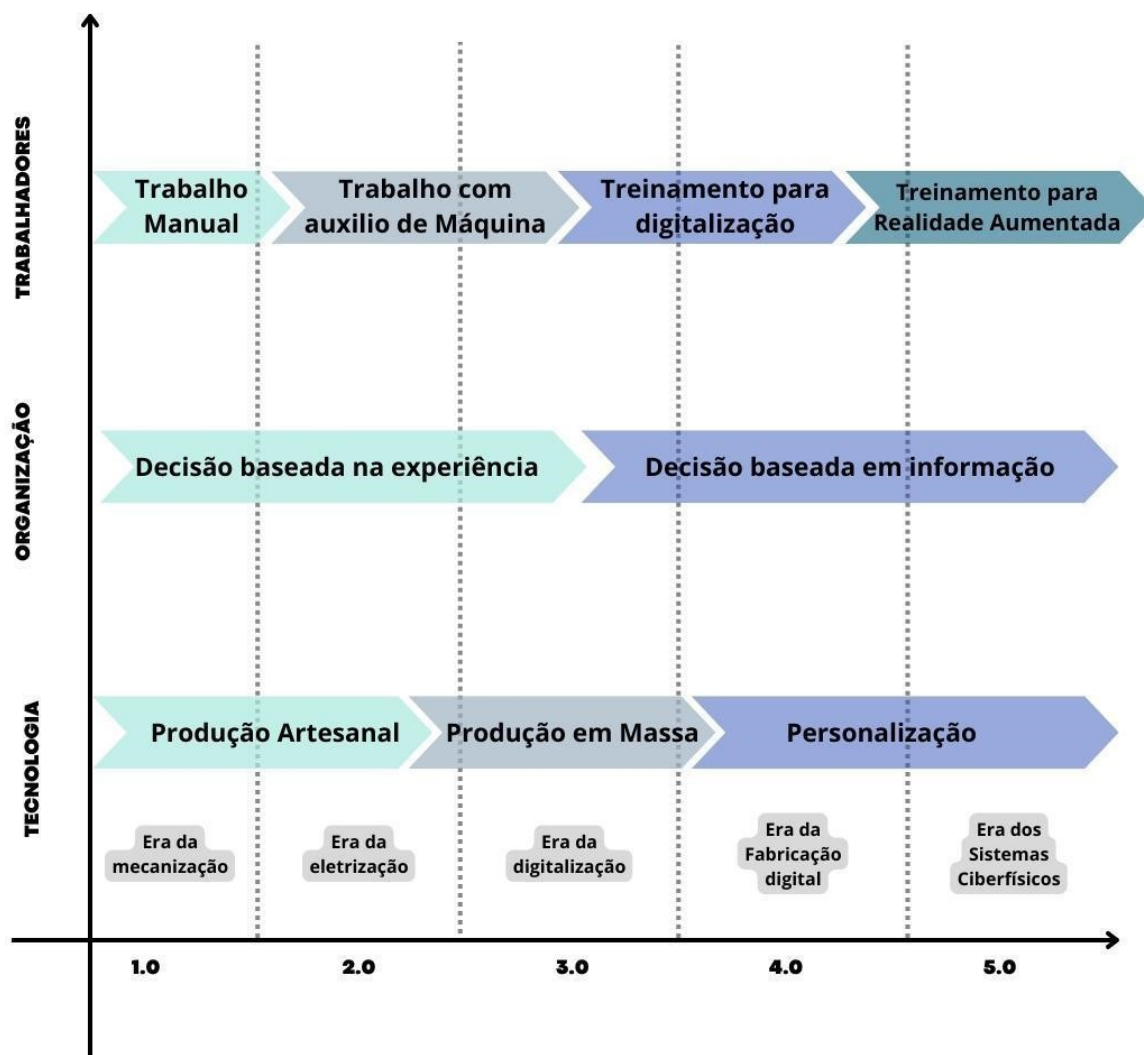 TRABALHADORES
Trabalho
Manual
Trabalho com
auxilio de Máquina
Treinamento para
digitalização
Treinamento para
Realidade Aumentada
ORGANIZAÇÃO
Decisão baseada na experiência
Decisão baseada em informação
TECNOLOGIA
Produção Artesanal
Produção em Massa
Personalização
Era da
mecanização
Era da
eletrização
Era da
digitalização
Era da
Fabricação
digital
Era dos
Sistemas
Ciberfísicos
1.0
2.0
3.0
4.0
5.0